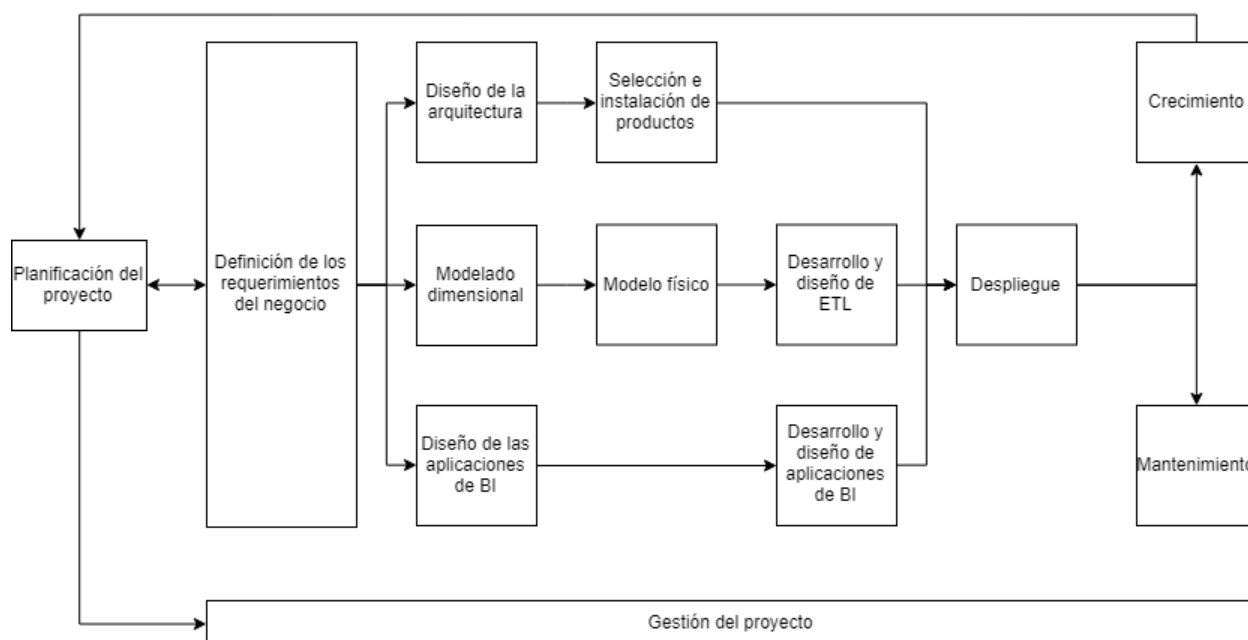 Diseño de la
arquitectura
Selección e
instalación de
productos
Crecimiento
Planificación del
proyecto
Definición de los
requerimientos
del negocio
Modelado
dimensional
Modelo físico
Desarrollo y
diseño de
ETL
Despliegue
Diseño de las
aplicaciones
de BI
Desarrollo y
diseño de
aplicaciones
de BI
Mantenimiento
Gestión del proyecto